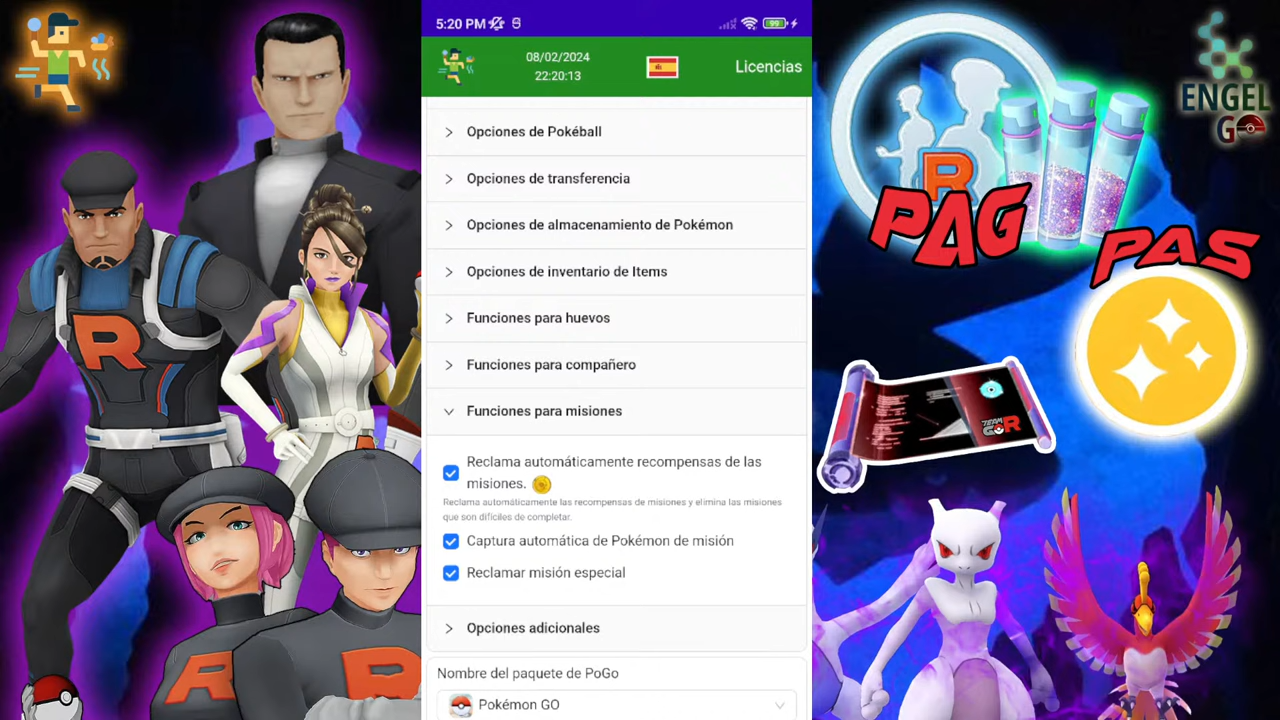 5:20 PM
99
08/02/2024
22:20:13
Licencias
Opciones de Pokéball
Opciones de transferencia
Opciones de almacenamiento de Pokémon
Opciones de inventario de Items
Funciones para huevos
Funciones para compañero
Funciones para misiones
Reclama automáticamente recompensas de las
misiones.
Reclama automáticamente las recompensas de misiones y elimina las misiones
que son difíciles de completar.
Captura automática de Pokémon de misión
Reclamar misión especial
Opciones adicionales
Nombre del paquete de PoGo
Pokémon GO
R
R
R
R
PAG
PAS
ENGEL
GO
TEAM
GO R